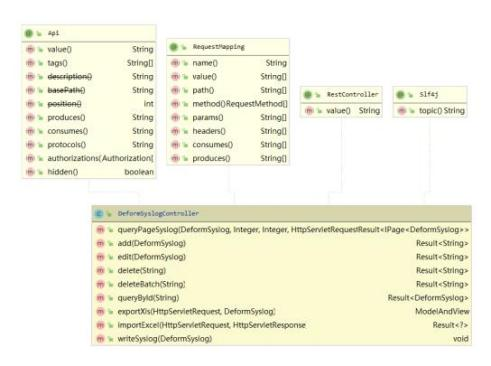 Api
value() String
tags() String[]
description() String
basePath() String
position() int
produces() String
consumes() String
protocols() String
authorizations(Authorization[
hidden() boolean
RequestMapping
name() String
value() String[]
path() String[]
method()RequestMethod[]
params() String[]
headers() String[]
consumes() String[]
produces() String[]
RestController
value() String
Slf4j
topic() String
DeformSyslogController
queryPageSyslog(DeformSyslog, Integer, Integer, HttpServletRequestResult<IPage<DeformSyslog>>
add(DeformSyslog) Result<String>
edit(DeformSyslog) Result<String>
delete(String) Result<String>
deleteBatch(String) Result<String>
queryById(String) Result<DeformSyslog>
exportXls(HttpServletRequest, DeformSyslog) ModelAndView
importExcel(HttpServletRequest, HttpServletResponse Result<?>
writeSyslog(DeformSyslog) void